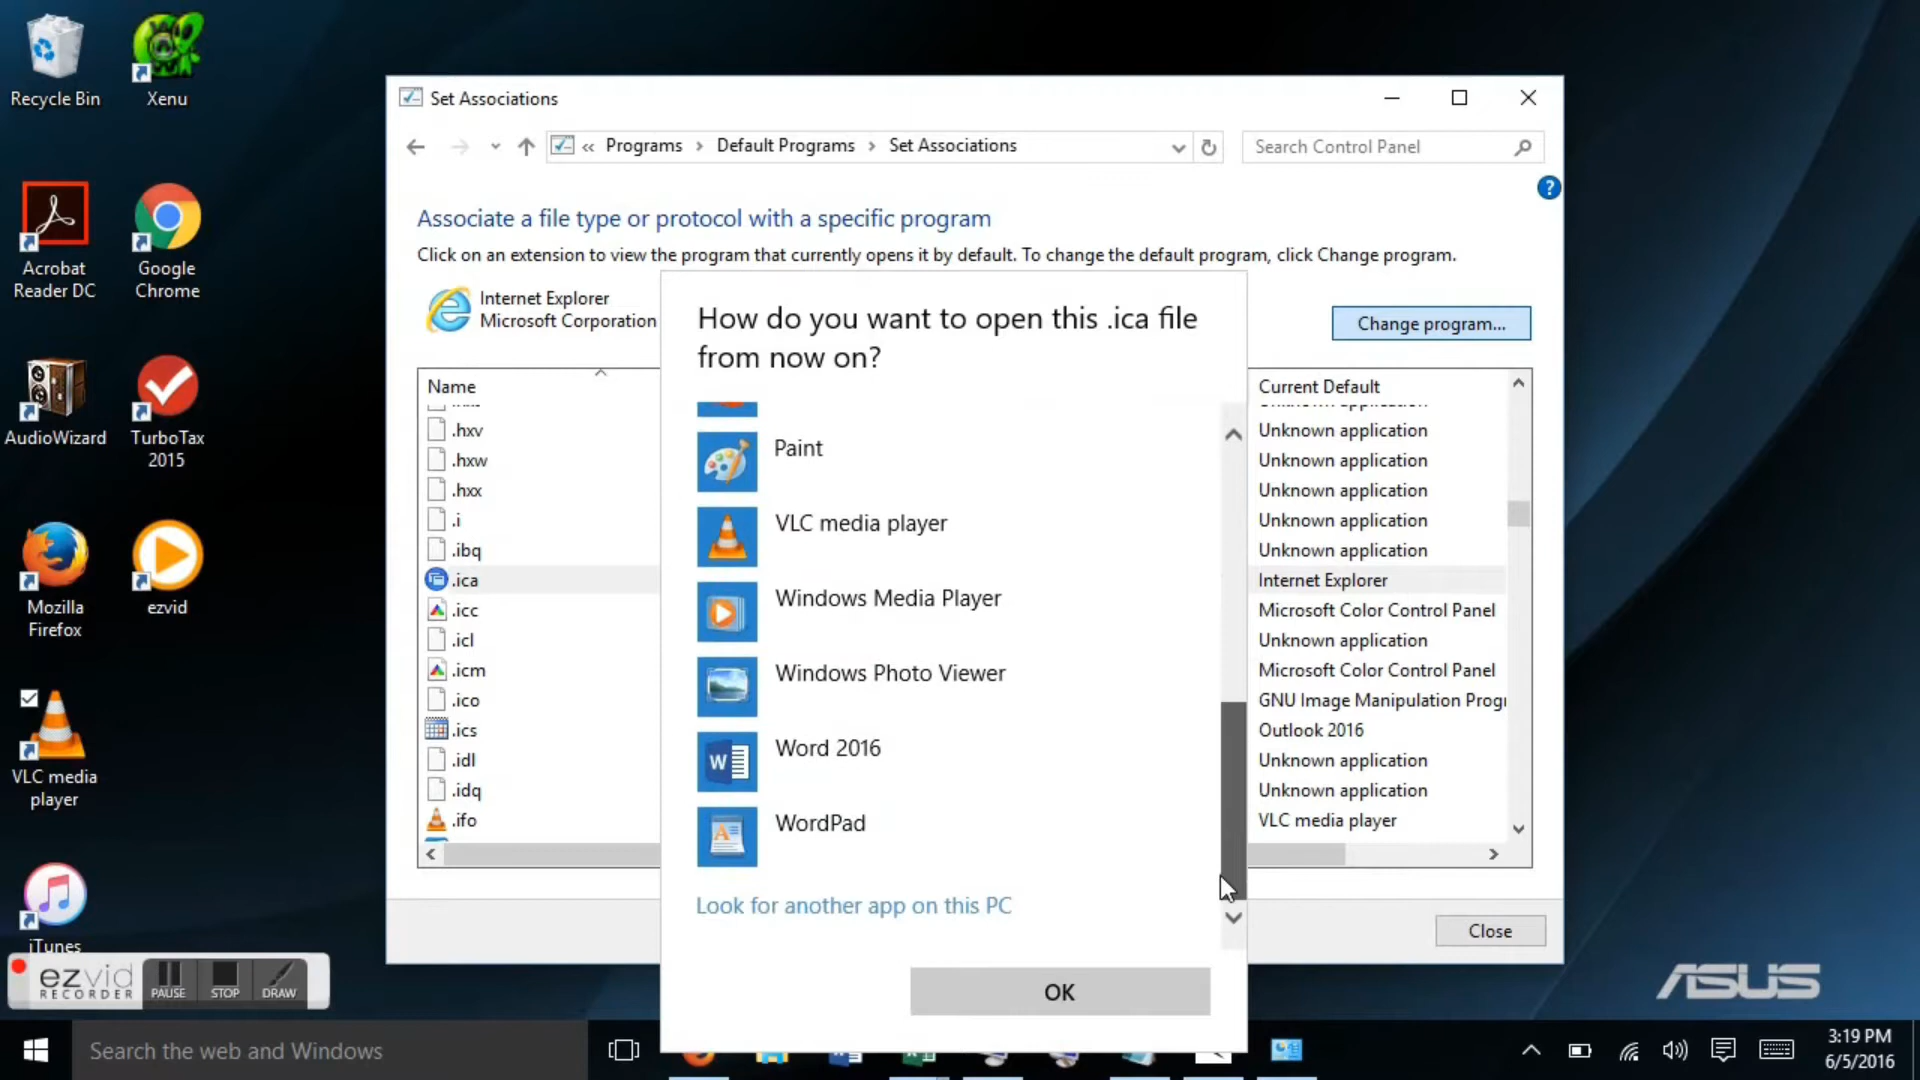 Recycle Bin
Xenu
Acrobat
Reader DC
Google
Chrome
AudioWizard
TurboTax
2015
Mozilla
Firefox
ezvid
VLC media
player
iTunes
ezvid
RECORDER
PAUSE
STOP
DRAW
Set Associations
« Programs › Default Programs › Set Associations
Search Control Panel
?
Associate a file type or protocol with a specific program
Click on an extension to view the program that currently opens it by default. To change the default program, click Change program.
Internet Explorer
Microsoft Corporation
Change program...
Name
Current Default
.hxv
Unknown application
.hxw
Unknown application
.hxx
Unknown application
.i
Unknown application
.ibq
Unknown application
.ica
Internet Explorer
.icc
Microsoft Color Control Panel
.icl
Unknown application
.icm
Microsoft Color Control Panel
.ico
GNU Image Manipulation Progr
.ics
Outlook 2016
.idl
Unknown application
.idq
Unknown application
.ifo
VLC media player
Close
How do you want to open this .ica file
from now on?
Paint
VLC media player
Windows Media Player
Windows Photo Viewer
Word 2016
WordPad
Look for another app on this PC
OK
ASUS
Search the web and Windows
3:19 PM
6/5/2016